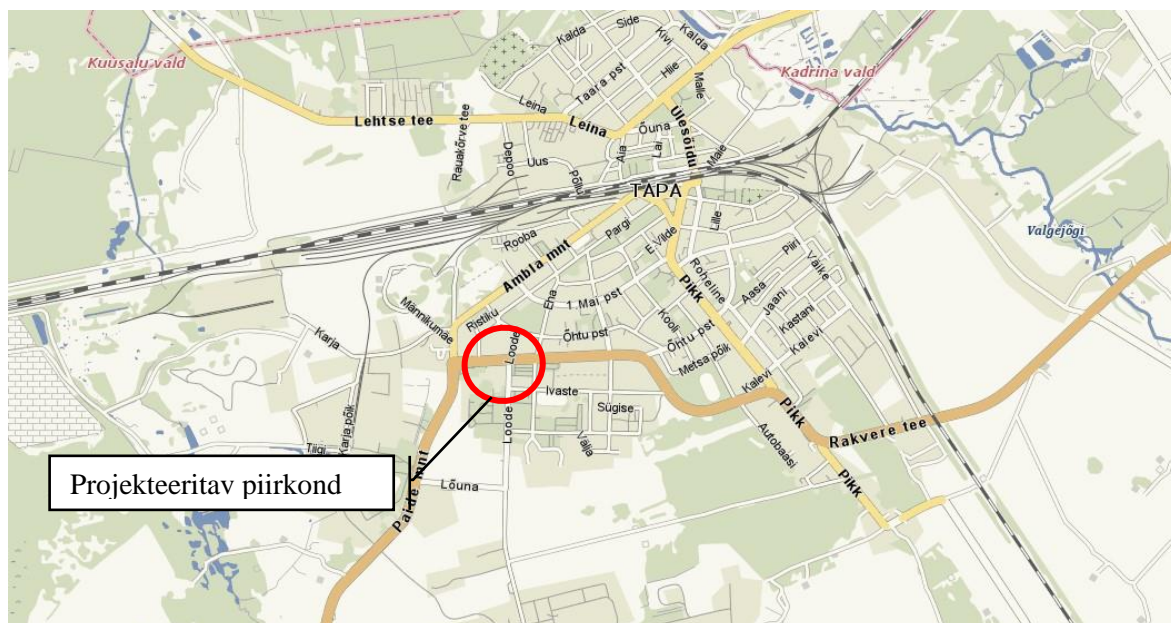 Kuusalu vald
Kalda
Side
Kivi
Kalda
Taara pst
Hiie
Malle
Kadrina vald
Leina
Lehtse tee
Leina
Ülesõidu
Õuna
Rauakõrve tee
Depoo
Uus
Põllu
Aia
Lai
Maie
TAPA
Rooba
Pargi
E.Vilde
Lille
Valgejõgi
Ambla mnt
Roheline
Piiri
Väike
Aasa
Jaani
Pikk
Eha
1 Mai pst
Männikumäe
Ristiku
Kooli
Kastani
Karja
Loode
Õhtu pst
Õhtu pst
Kalevi
Metsa põik
Ivaste
Kalevi
Sügise
Pikk
Rakvere tee
Karja põik
Loode
Välja
Autobaasi
Tiigi
Paide mnt
Lõuna
Pikk
Projekteeritav piirkond